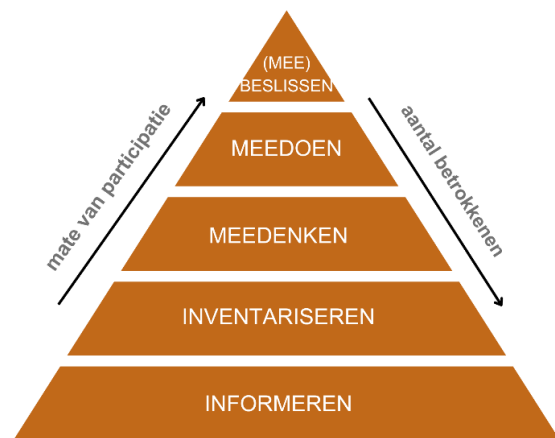 (MEE)
BESLISSEN
mate van participatie
aantal betrokkenen
MEEDOEN
MEEDENKEN
INVENTARISEREN
INFORMEREN